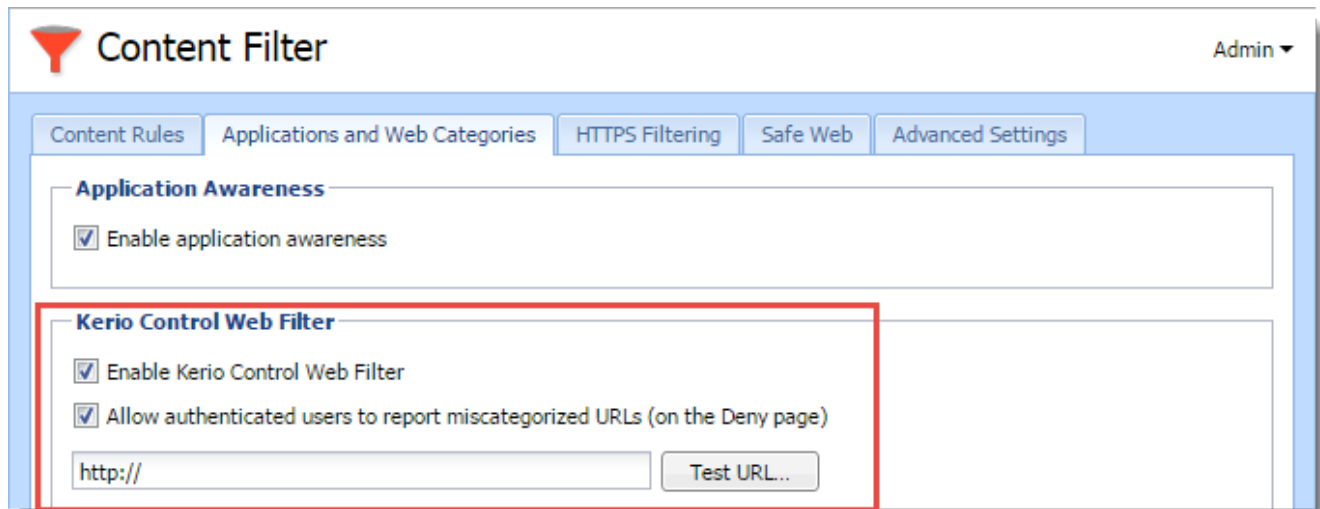 Content Filter
Admin
Content Rules Applications and Web Categories HTTPS Filtering Safe Web Advanced Settings
Application Awareness
Enable application awareness
Kerio Control Web Filter
Enable Kerio Control Web Filter
Allow authenticated users to report miscategorized URLs (on the Deny page)
http:// Test URL...